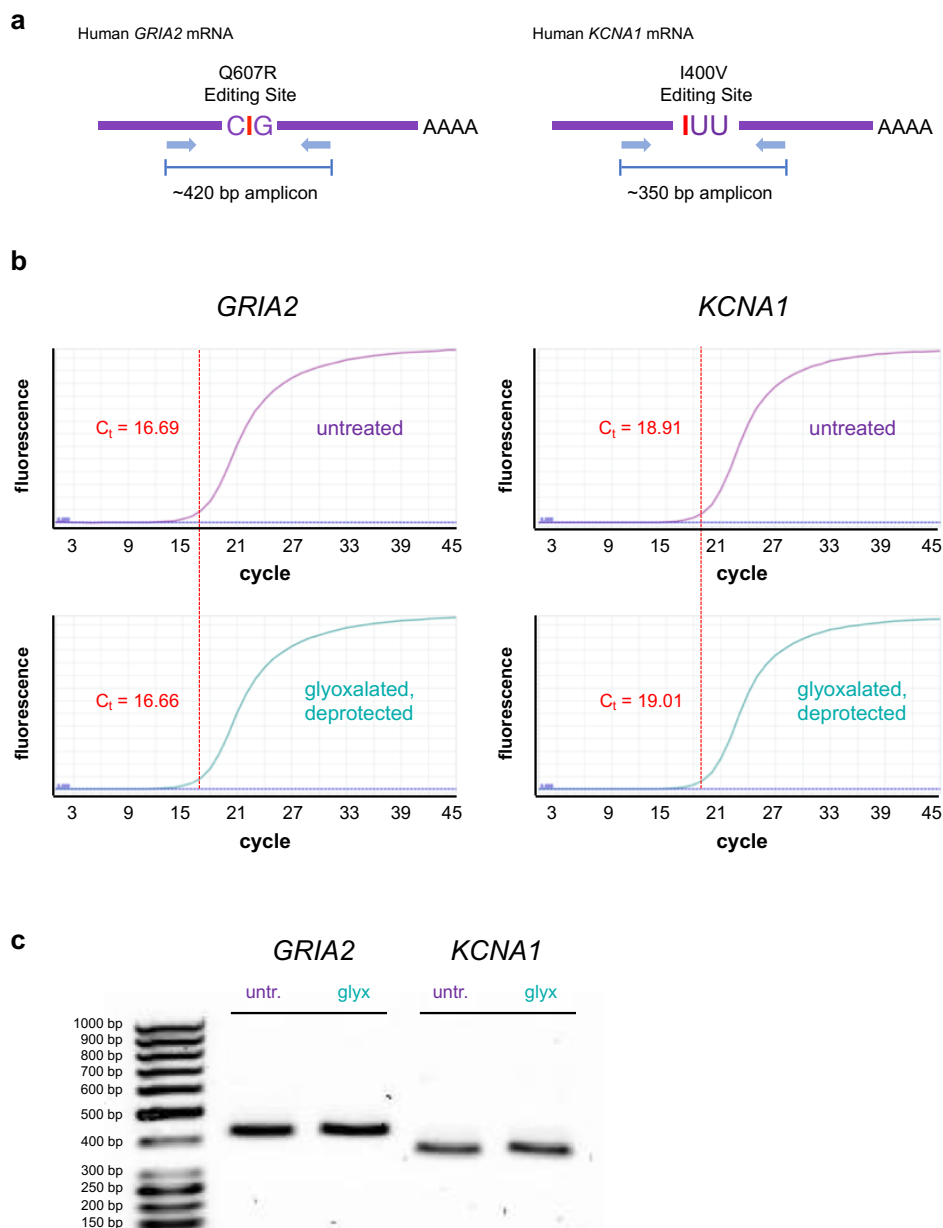 a
Human GRIA2 mRNA
Q607R
Editing Site
CIG
AAAA
~420 bp amplicon
Human KCNA1 mRNA
I400V
Editing Site
IUU
AAAA
~350 bp amplicon
b
GRIA2
fluorescence
Ct = 16.69
untreated
3 9 15 21 27 33 39 45
cycle
KCNA1
fluorescence
Ct = 18.91
untreated
3 9 15 21 27 33 39 45
cycle
fluorescence
Ct = 16.66
glyoxalated,
deprotected
3 9 15 21 27 33 39 45
cycle
fluorescence
Ct = 19.01
glyoxalated,
deprotected
3 9 15 21 27 33 39 45
cycle
c
GRIA2 KCNA1
untr. glyx untr. glyx
1000 bp
900 bp
800 bp
700 bp
600 bp
500 bp
400 bp
300 bp
250 bp
200 bp
150 bp